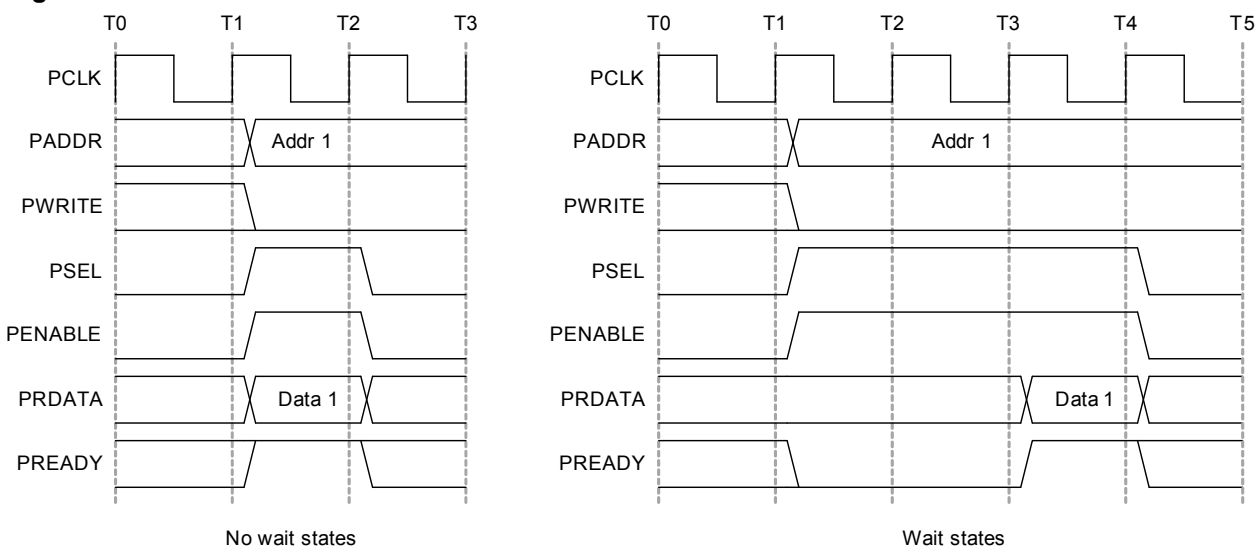 T0 T1 T2 T3
PCLK
PADDR Addr 1
PWRITE
PSEL
PENABLE
PRDATA Data 1
PREADY
No wait states
T0 T1 T2 T3 T4 T5
PCLK
PADDR Addr 1
PWRITE
PSEL
PENABLE
PRDATA Data 1
PREADY
Wait states